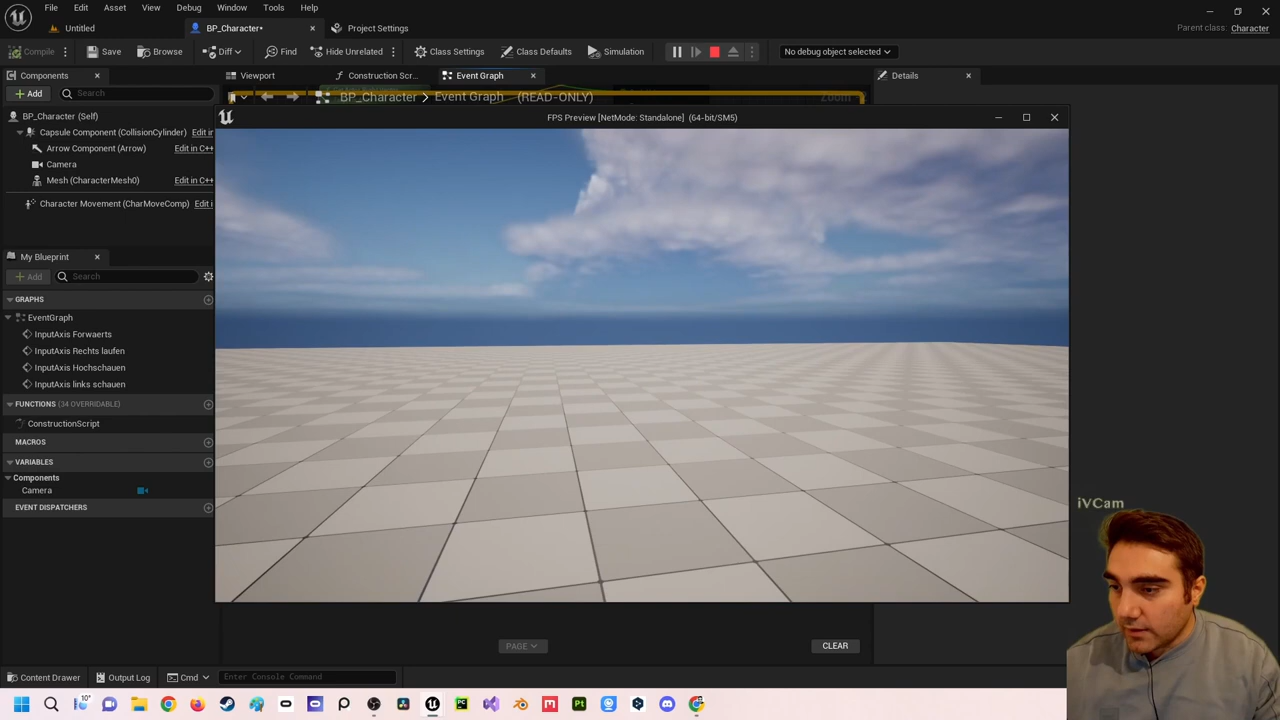 File Edit Asset View Debug Window Tools Help
Untitled
BP_Character•
Project Settings
Parent class: Character
Compile
Save
Browse
Diff
Find
Hide Unrelated
Class Settings
Class Defaults
Simulation
No debug object selected
Components
Viewport
Construction Scr...
Event Graph
Details
Add
Search
BP_Character > Event Graph (READ-ONLY)
Zoom
BP_Character (Self)
FPS Preview [NetMode: Standalone] (64-bit/SM5)
Capsule Component (CollisionCylinder) Edit in
Arrow Component (Arrow) Edit in C++
Camera
Mesh (CharacterMesh0) Edit in C++
Character Movement (CharMoveComp) Edit i
My Blueprint
Add
Search
GRAPHS
EventGraph
InputAxis Forwaerts
InputAxis Rechts laufen
InputAxis Hochschauen
InputAxis links schauen
FUNCTIONS (34 OVERRIDABLE)
ConstructionScript
MACROS
VARIABLES
Components
Camera
EVENT DISPATCHERS
iVCam
PAGE
CLEAR
Content Drawer
Output Log
Cmd
Enter Console Command
10°